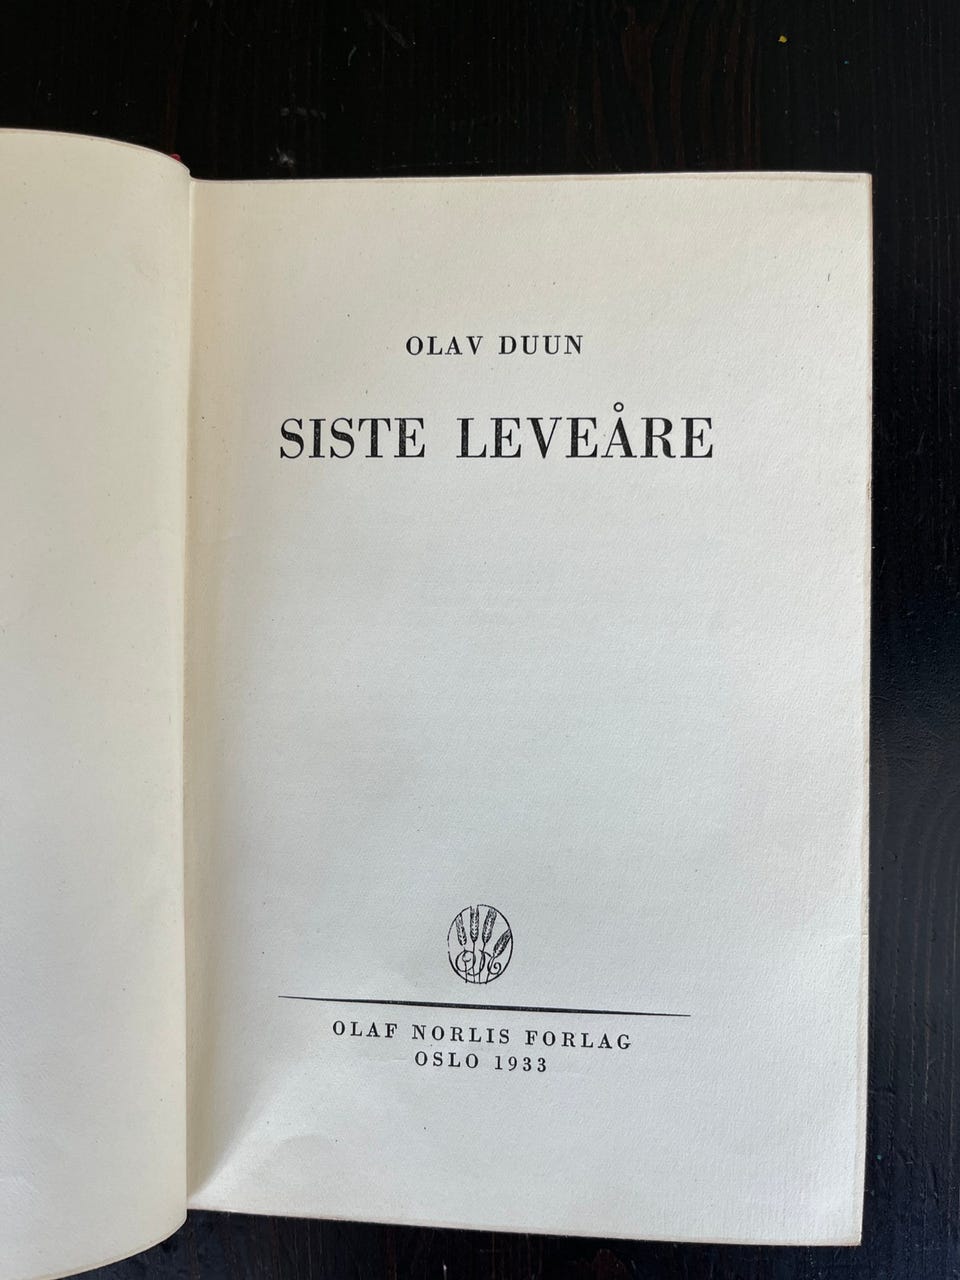 OLAV DUUN
SISTE LEVEÅRE
OLAF NORLIS FORLAG
OSLO 1933